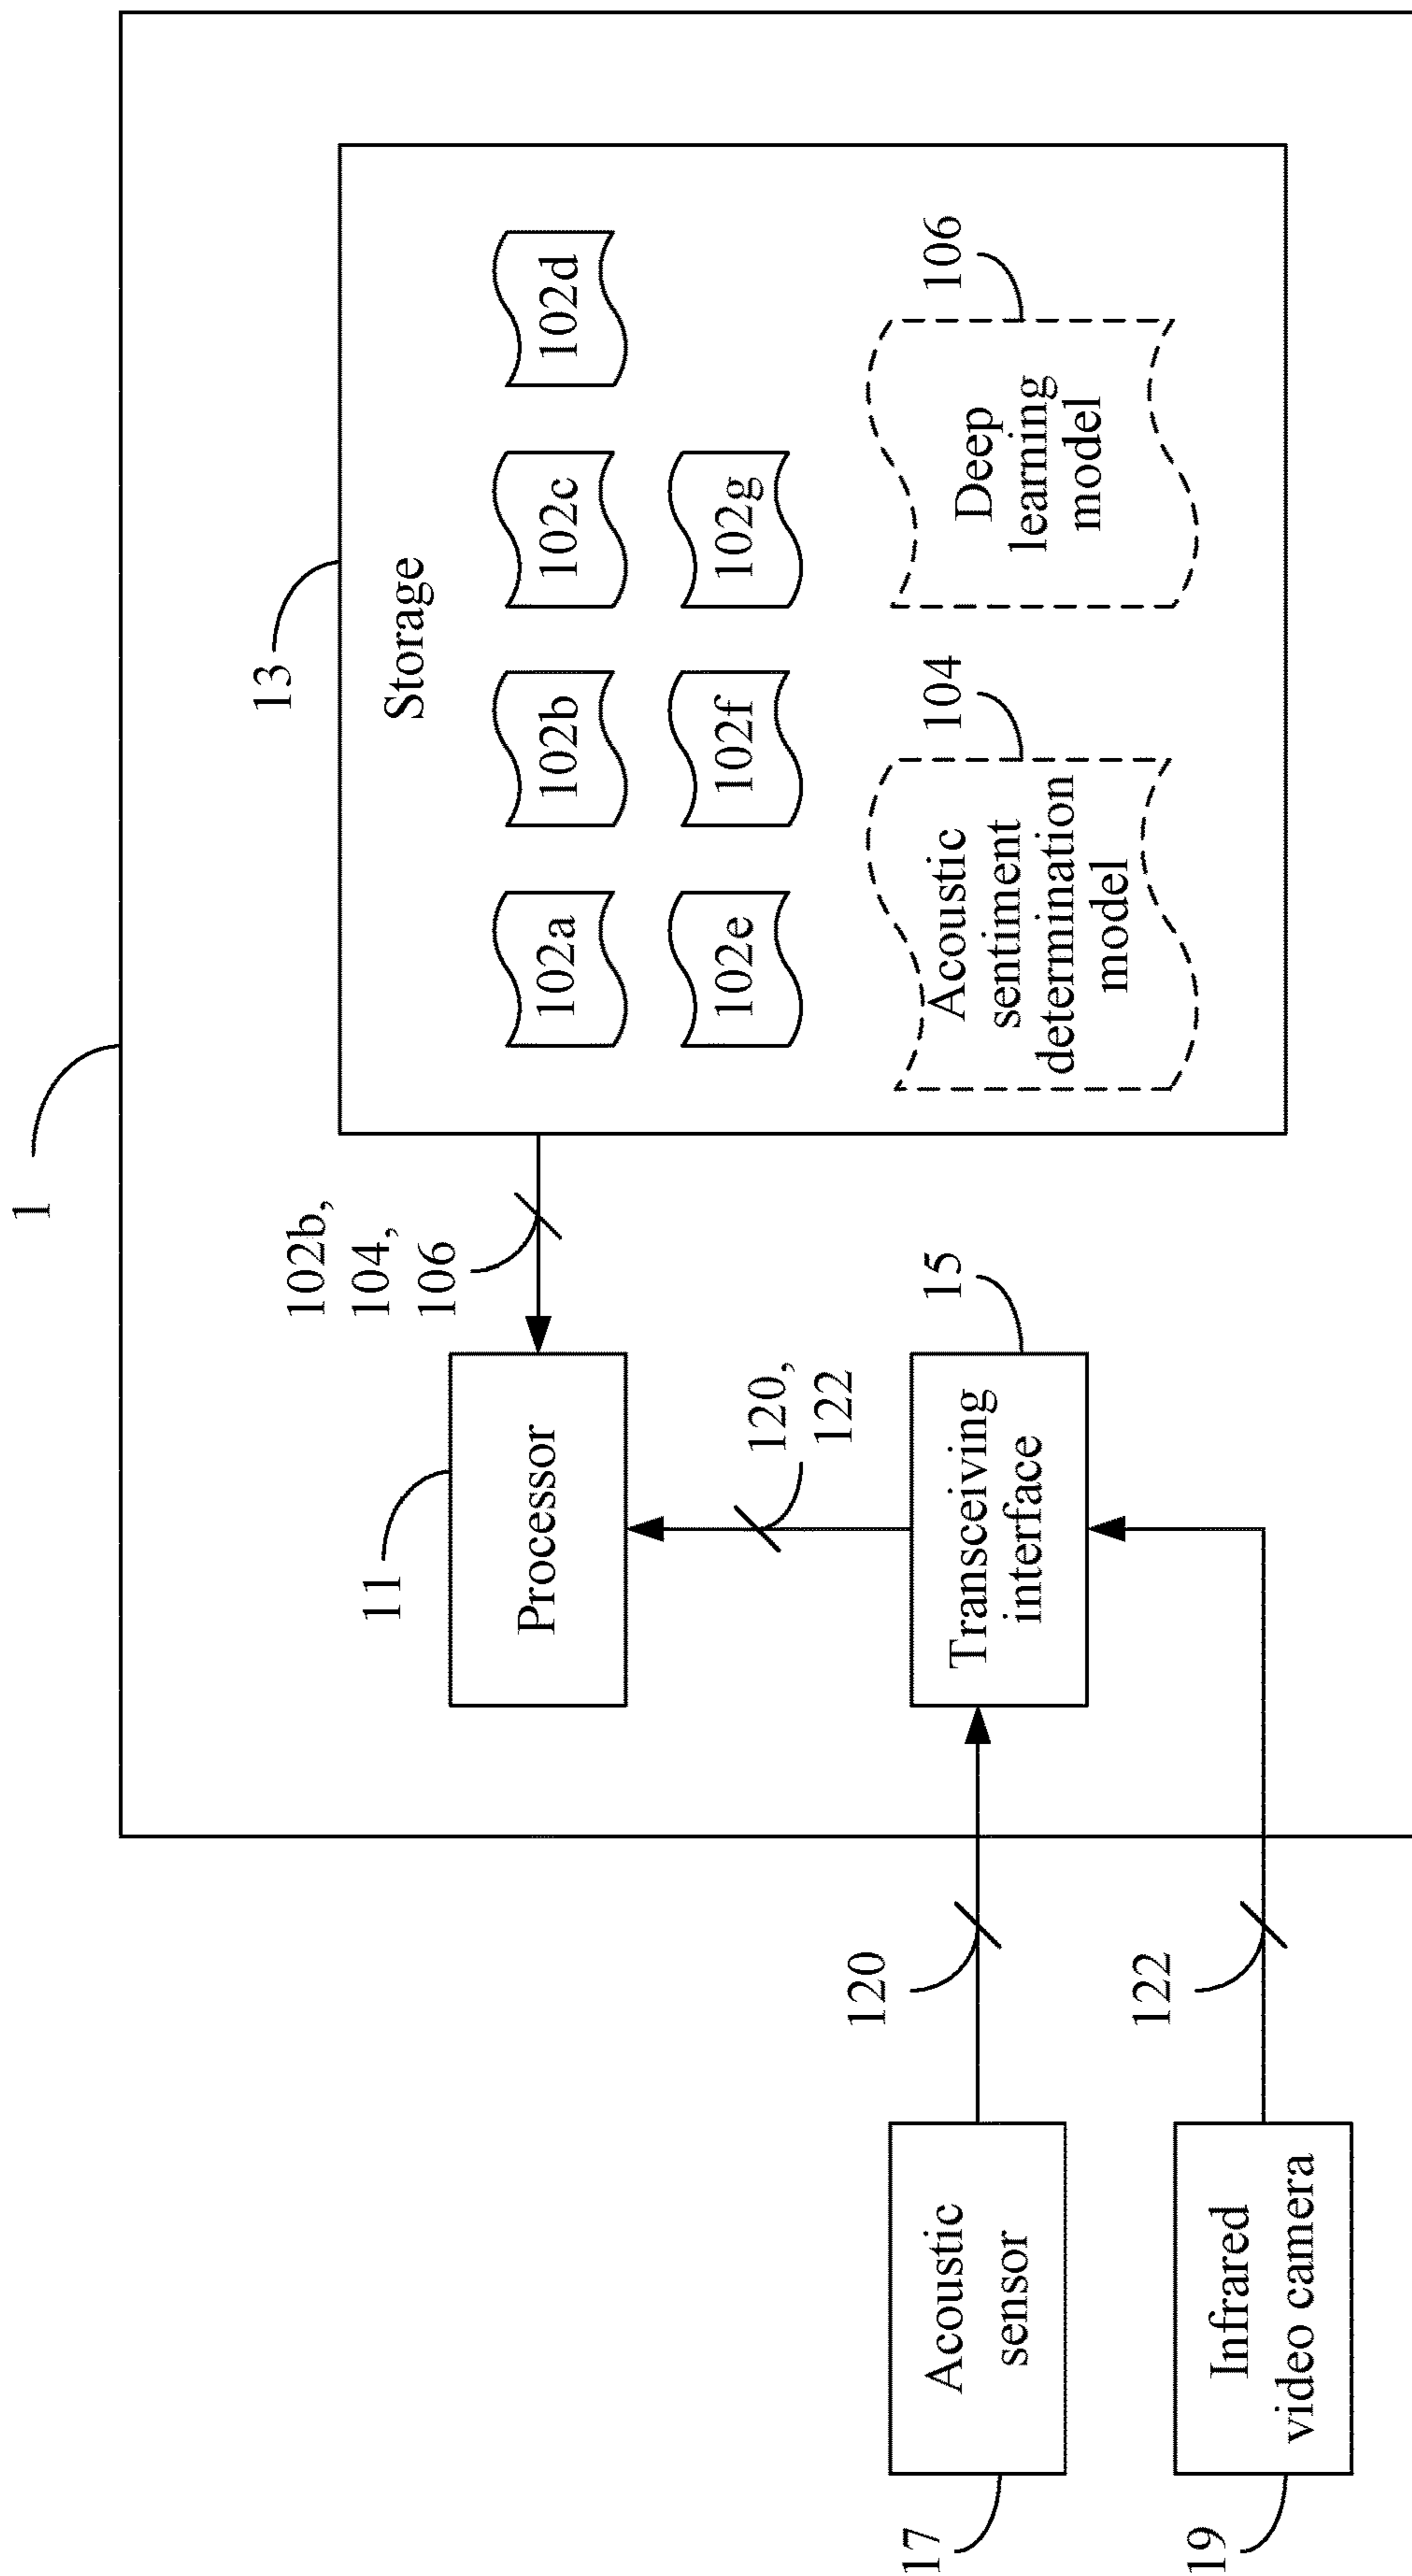 1
13
Storage
102a
102b
102c
102d
102e
102f
102g
104
106
Acoustic
sentiment
determination
model
Deep
learning
model
102b,
104,
106
11
Processor
120,
122
15
Transceiving
interface
120
17
Acoustic
sensor
122
19
Infrared
video camera